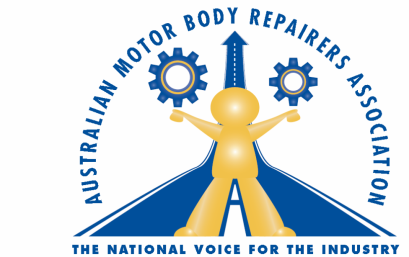 AUSTRALIAN MOTOR BODY REPAIRERS ASSOCIATION
THE NATIONAL VOICE FOR THE INDUSTRY